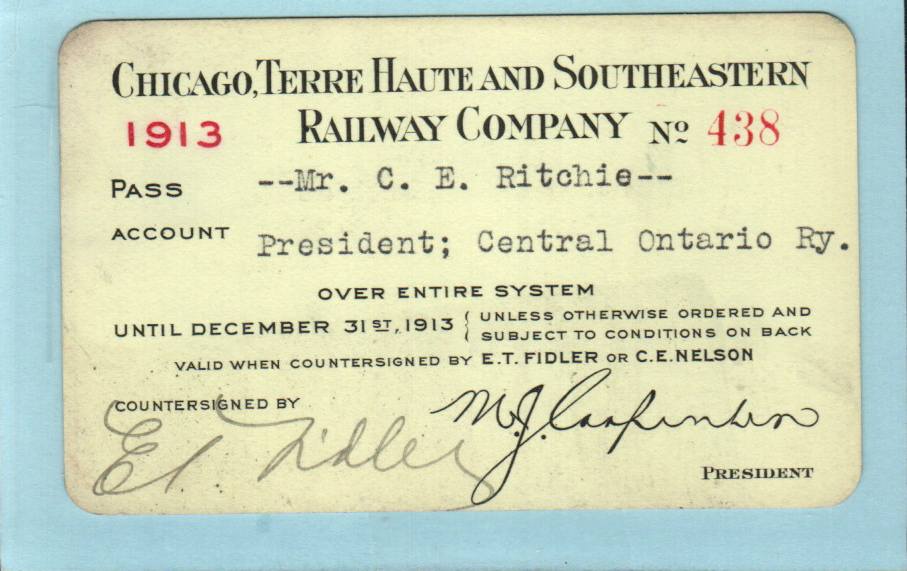 CHICAGO, TERRE HAUTE AND SOUTHEASTERN
1913 RAILWAY COMPANY Nº 438
PASS --Mr. C. E. Ritchie--
ACCOUNT President; Central Ontario Ry.
OVER ENTIRE SYSTEM
UNTIL DECEMBER 31ST, 1913 { UNLESS OTHERWISE ORDERED AND
SUBJECT TO CONDITIONS ON BACK
VALID WHEN COUNTERSIGNED BY E.T. FIDLER OR C.E. NELSON
COUNTERSIGNED BY
E T Fidler
M.J. Carpenter
PRESIDENT